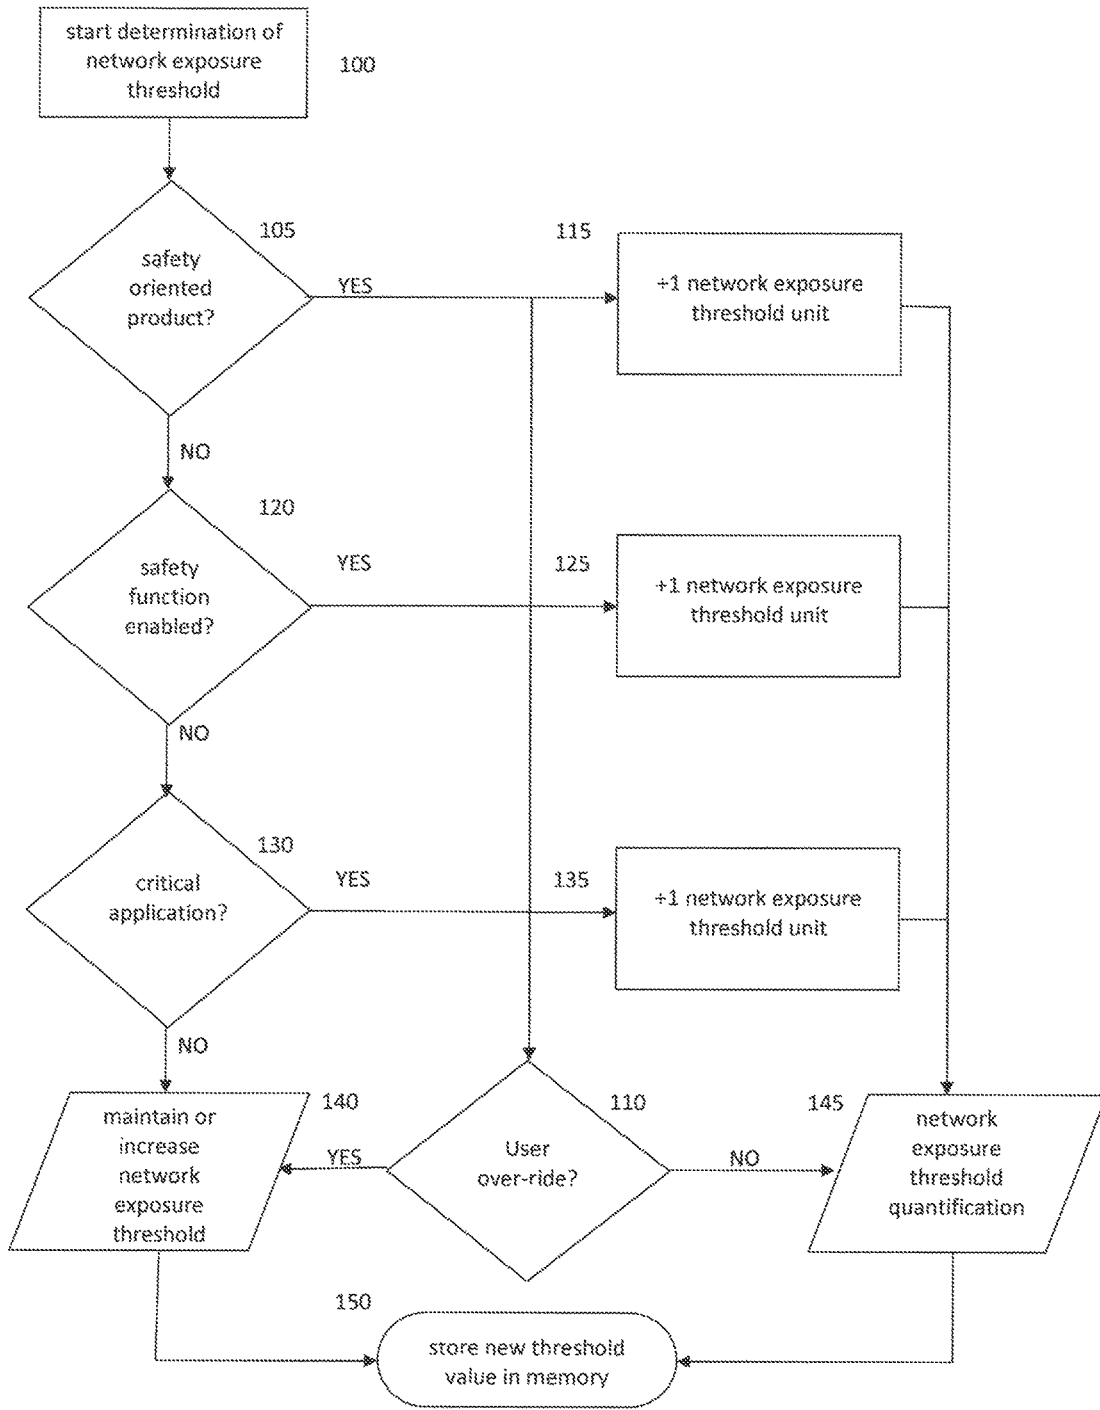 start determination of
network exposure
threshold
100
safety
oriented
product?
105
YES
115
+1 network exposure
threshold unit
NO
safety
function
enabled?
120
YES
125
+1 network exposure
threshold unit
NO
critical
application?
130
YES
135
+1 network exposure
threshold unit
NO
maintain or
increase
network
exposure
threshold
140
YES
User
over-ride?
110
NO
145
network
exposure
threshold
quantification
150
store new threshold
value in memory